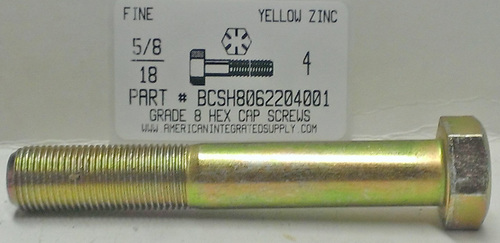 FINE YELLOW ZINC
5/8
18
4
PART # BCSH8062204001
GRADE 8 HEX CAP SCREWS
WWW.AMERICANINTEGRATEDSUPPLY.COM